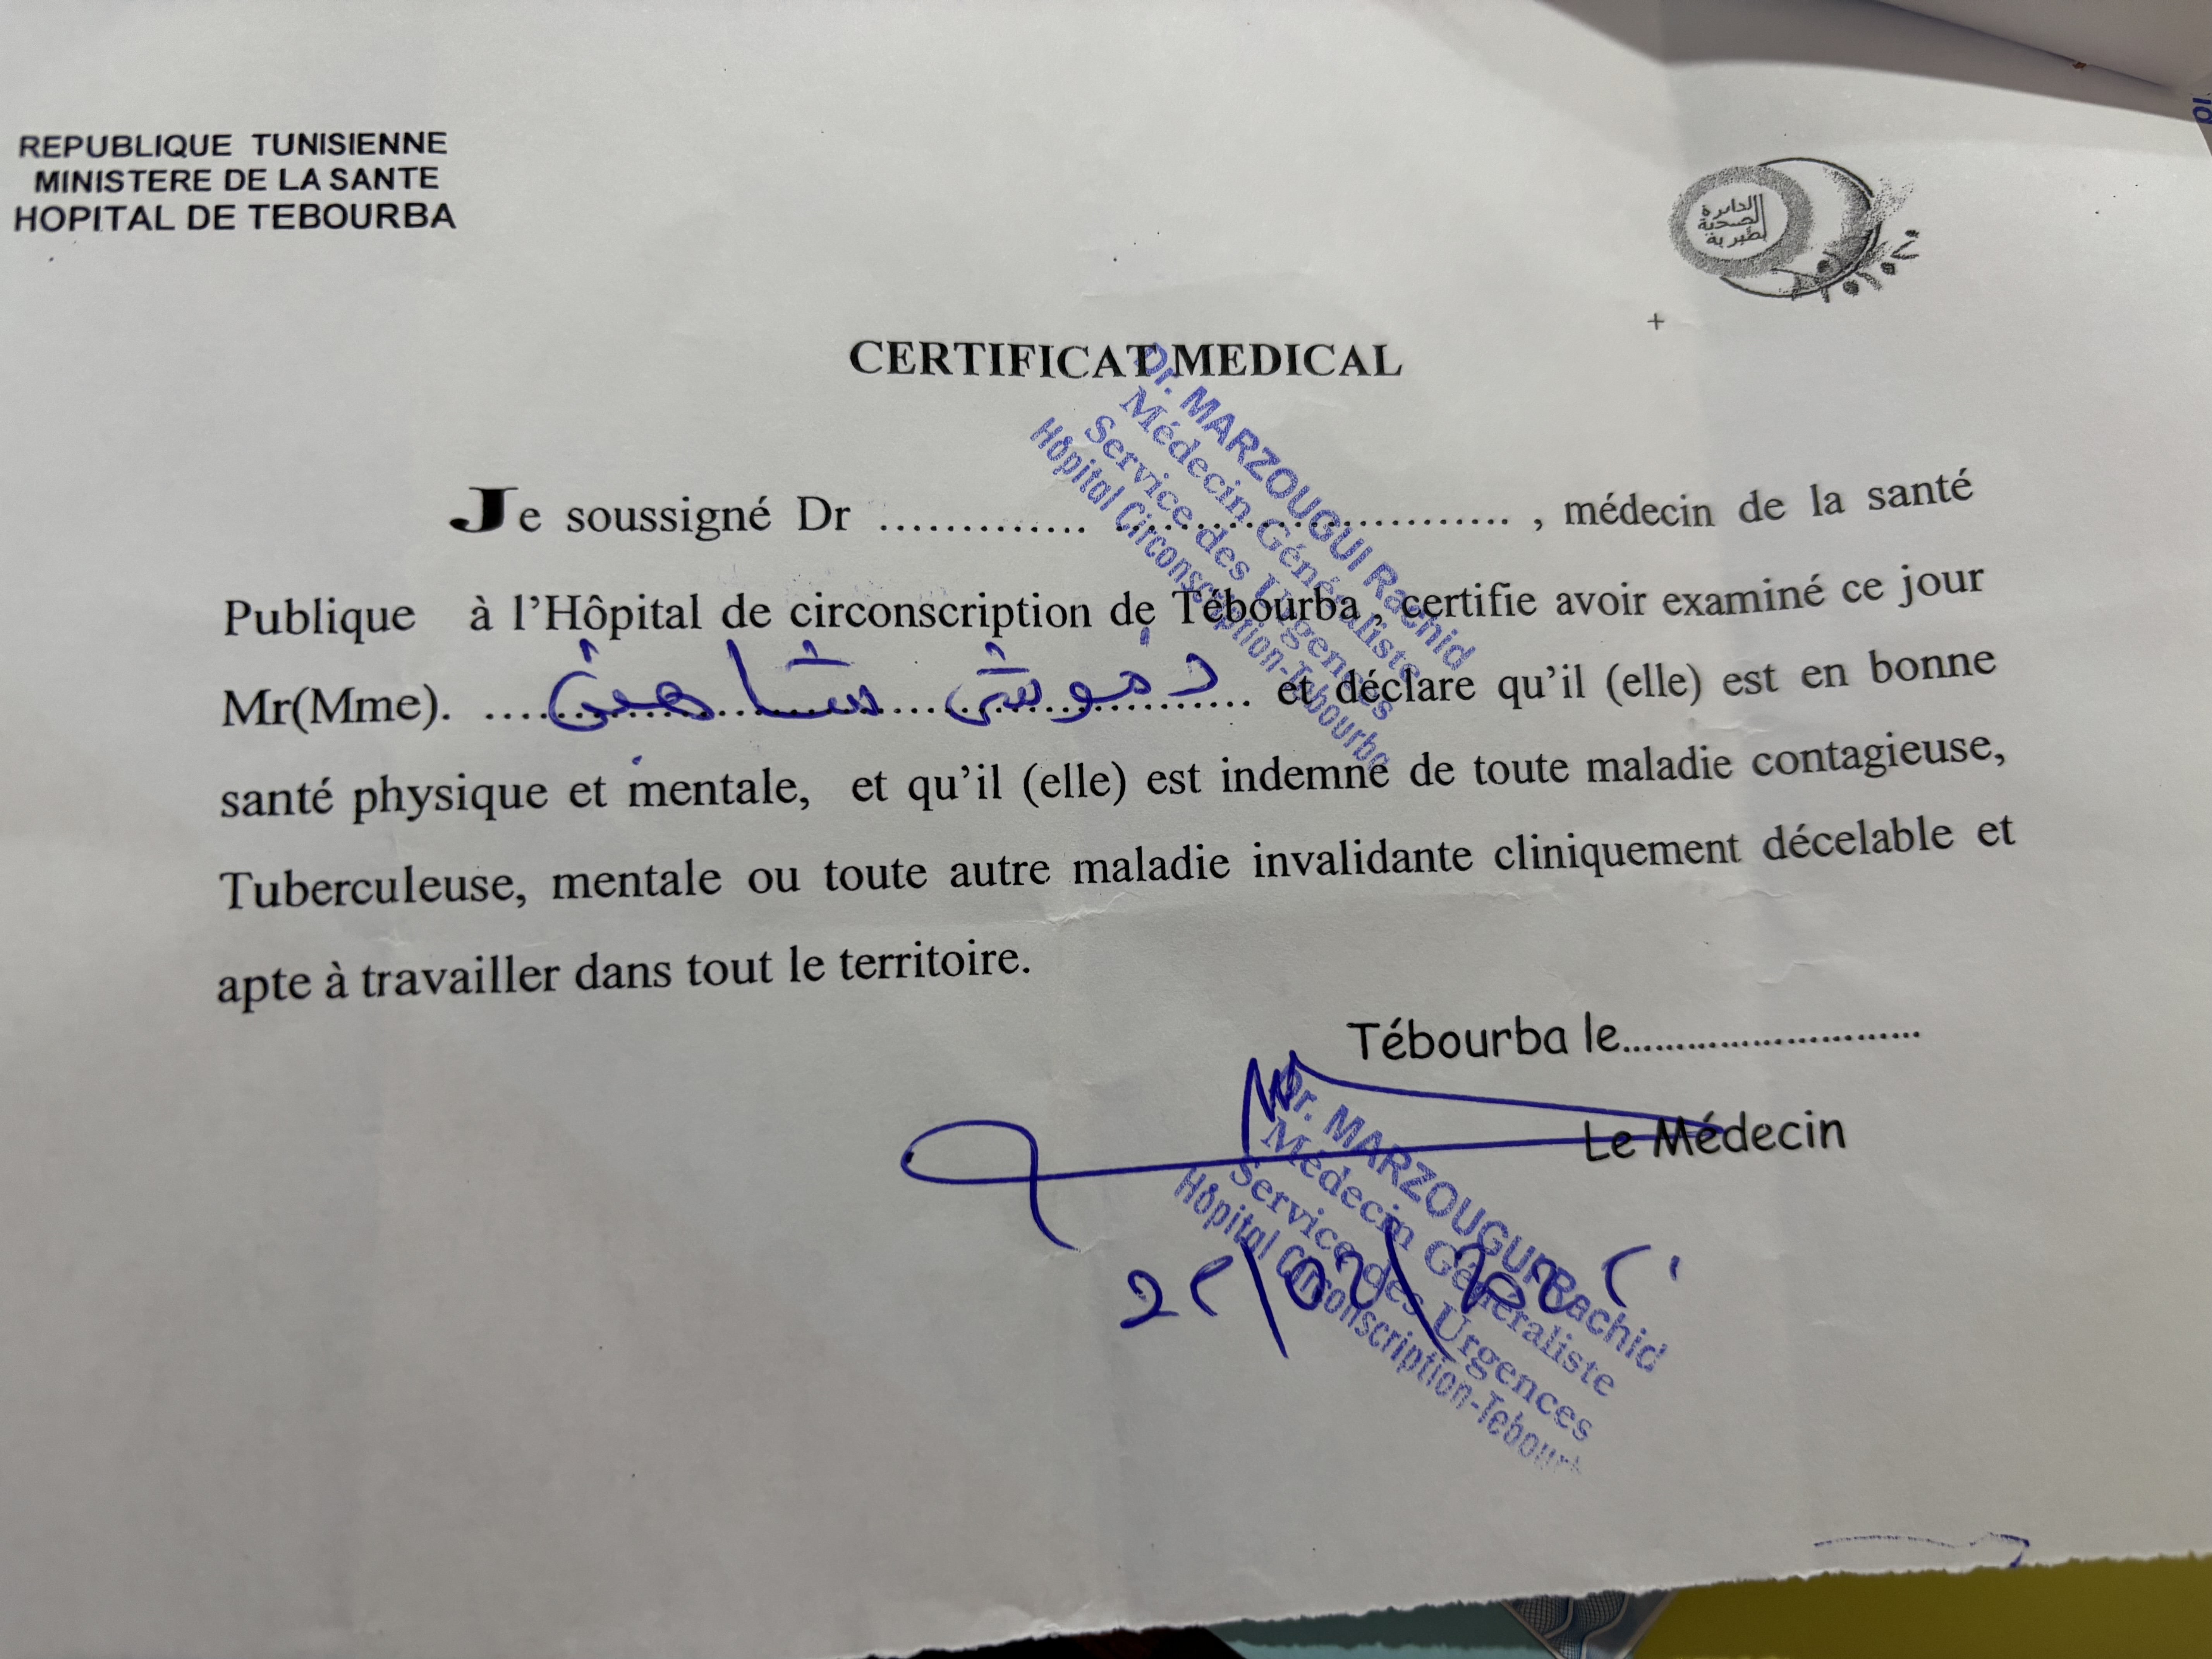 REPUBLIQUE TUNISIENNE
MINISTERE DE LA SANTE
HOPITAL DE TEBOURBA
الدائرة
الصحية
بطبربة
CERTIFICAT MEDICAL
Dr. MARZOUGUI Rachid
Médecin Généraliste
Service des Urgences
Hôpital Circonscription-Tebourba
Je soussigné Dr ............. .............................. , médecin de la santé
Publique à l'Hôpital de circonscription de Tébourba, certifie avoir examiné ce jour
Mr(Mme). .... شاهين .... et déclare qu'il (elle) est en bonne
santé physique et mentale, et qu'il (elle) est indemne de toute maladie contagieuse,
Tuberculeuse, mentale ou toute autre maladie invalidante cliniquement décelable et
apte à travailler dans tout le territoire.
Tébourba le............................
Le Médecin
Dr. MARZOUGUI Rachid
Médecin Généraliste
Service des Urgences
Hôpital Circonscription-Tebour